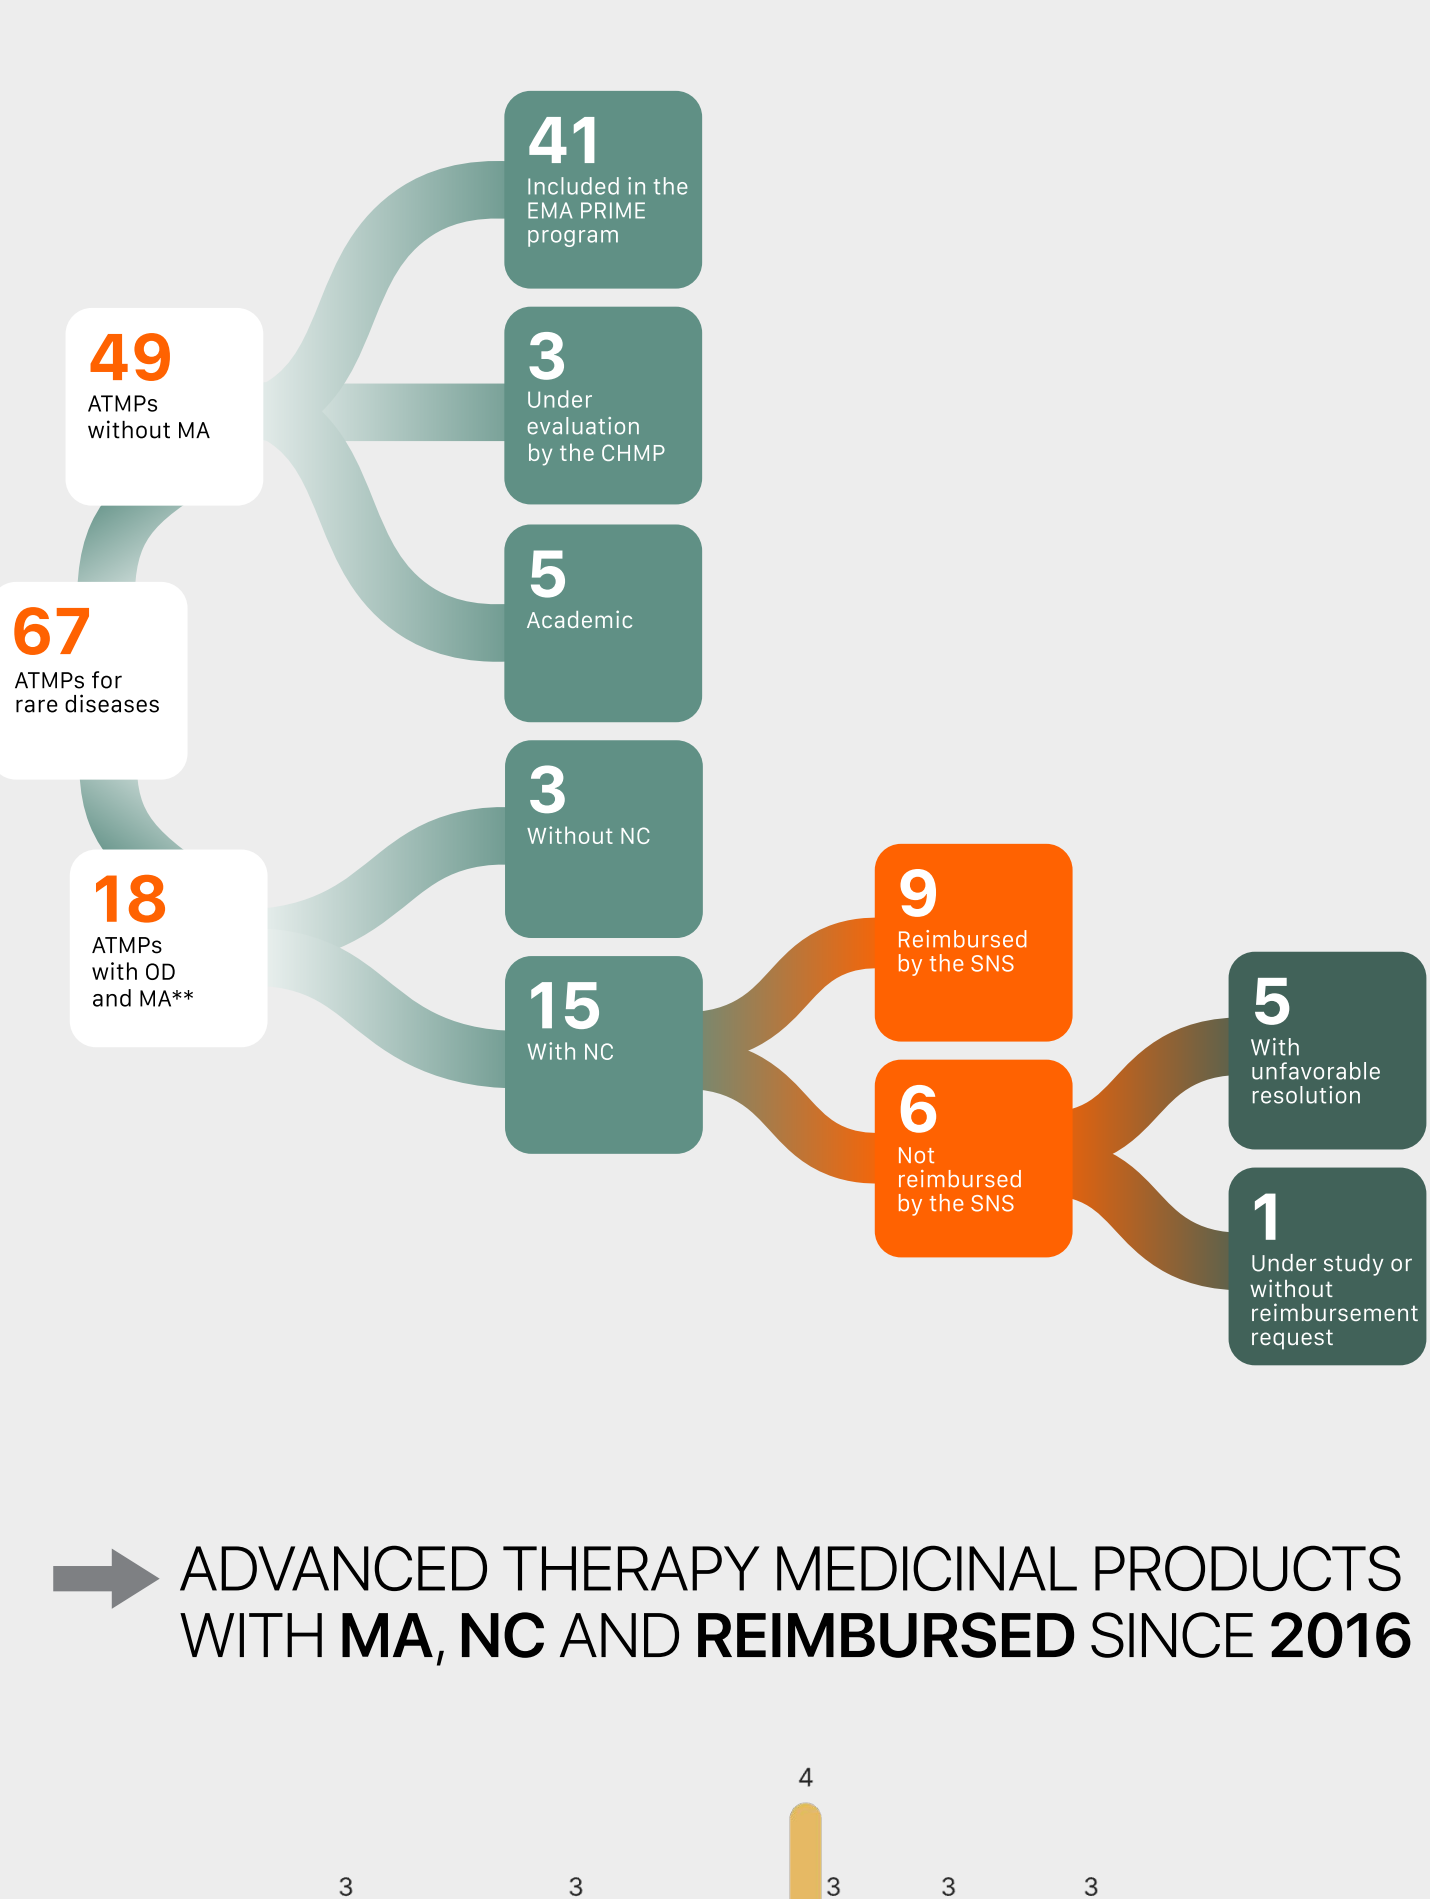 41
Included in the
EMA PRIME
program
49
ATMPs
without MA
3
Under
evaluation
by the CHMP
5
Academic
67
ATMPs for
rare diseases
3
Without NC
18
ATMPs
with OD
and MA**
15
With NC
9
Reimbursed
by the SNS
6
Not
reimbursed
by the SNS
5
With
unfavorable
resolution
1
Under study or
without
reimbursement
request
ADVANCED THERAPY MEDICINAL PRODUCTS
WITH MA, NC AND REIMBURSED SINCE 2016
4
3 3 3 3 3